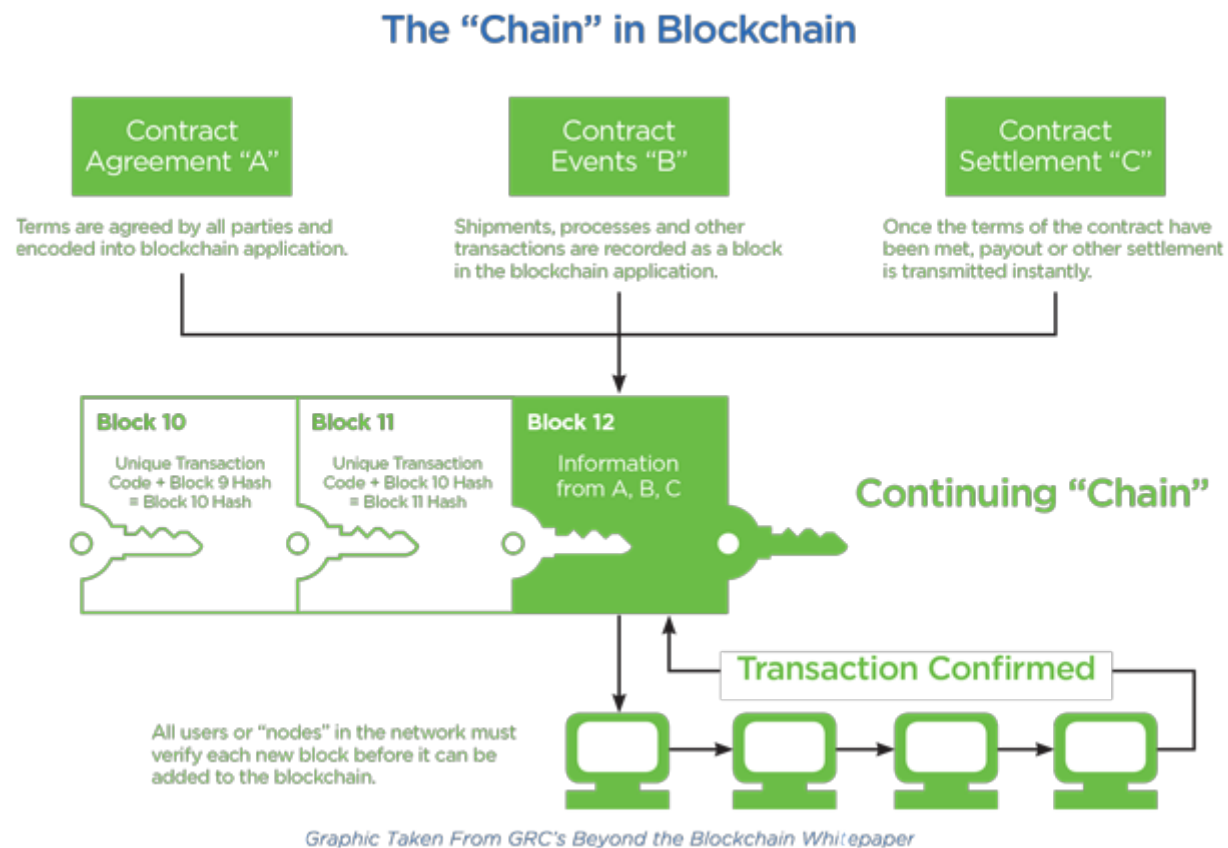 The “Chain” in Blockchain
Contract
Agreement “A”
Terms are agreed by all parties and
encoded into blockchain application.
Contract
Events “B”
Shipments, processes and other
transactions are recorded as a block
in the blockchain application.
Contract
Settlement “C”
Once the terms of the contract have
been met, payout or other settlement
is transmitted instantly.
Block 10
Unique Transaction
Code + Block 9 Hash
= Block 10 Hash
Block 11
Unique Transaction
Code + Block 10 Hash
= Block 11 Hash
Block 12
Information
from A, B, C
Continuing “Chain”
Transaction Confirmed
All users or “nodes” in the network must
verify each new block before it can be
added to the blockchain.
Graphic Taken From GRC's Beyond the Blockchain Whitepaper